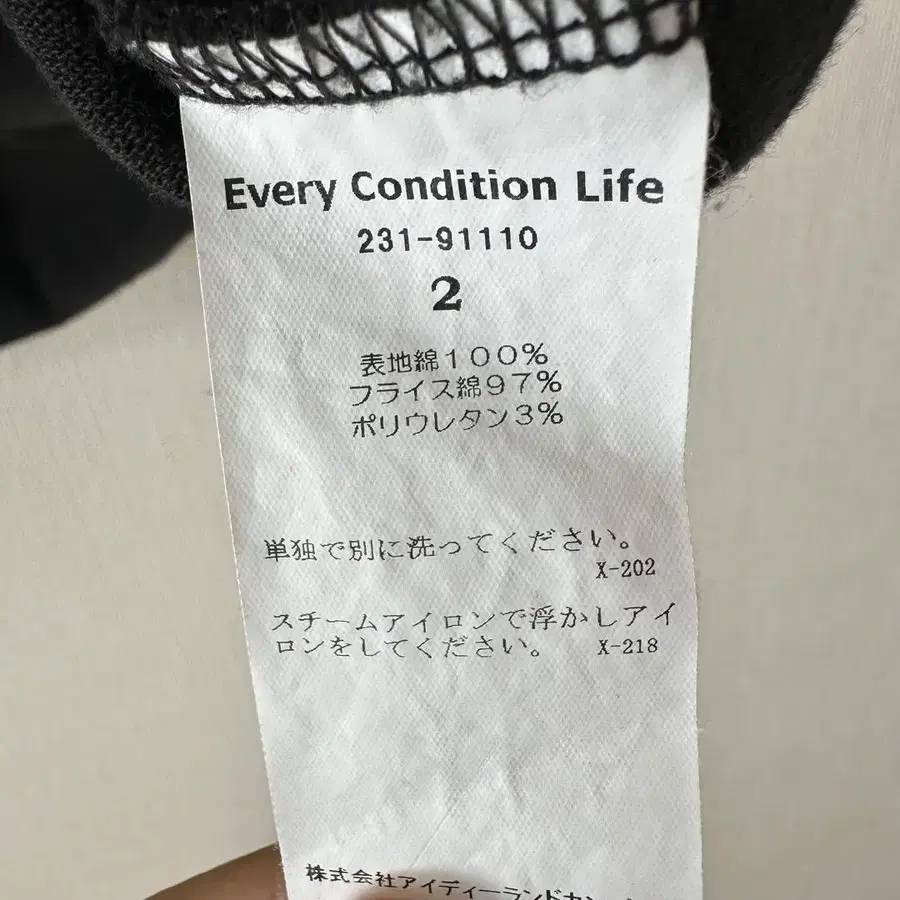 Every Condition Life
231-91110
2
表地綿１００％
フライス綿９７％
ポリウレタン３％
単独で別に洗ってください。
X-202
スチームアイロンで浮かしアイ
ロンをしてください。 X-218
株式会社アイディーランドカン